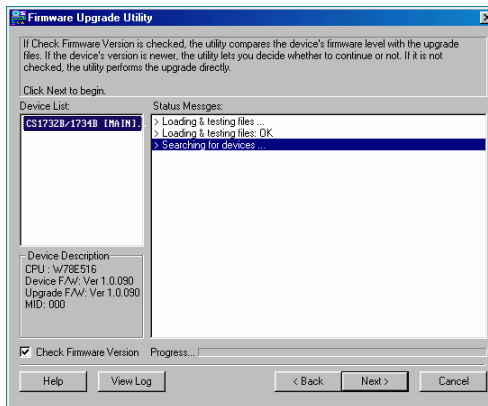 Firmware Upgrade Utility
If Check Firmware Version is checked, the utility compares the device's firmware level with the upgrade
files. If the device's version is newer, the utility lets you decide whether to continue or not. If it is not
checked, the utility performs the upgrade directly.
Click Next to begin.
Device List:
Status Messges:
CS1732B/1734B [MAIN].
> Loading & testing files ...
> Loading & testing files: OK
> Searching for devices ...
Device Description
CPU : W78E516
Device F/W: Ver 1.0.090
Upgrade F/W: Ver 1.0.090
MID: 000
Check Firmware Version
Progress...
Help
View Log
< Back
Next >
Cancel